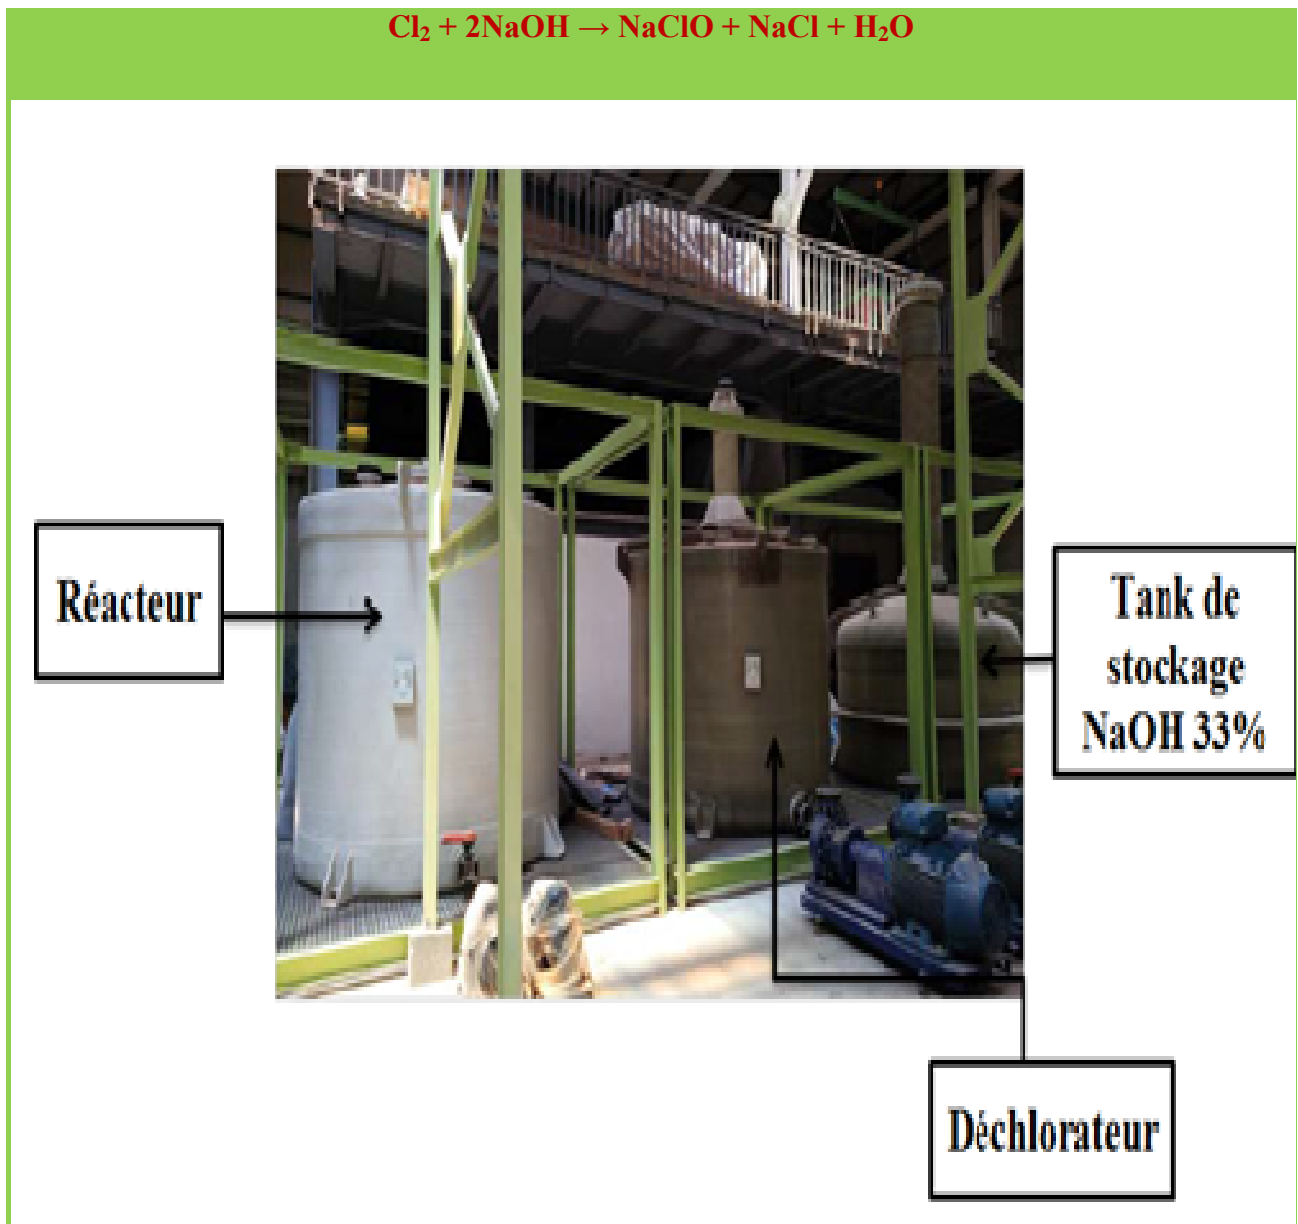 Cl₂ + 2NaOH → NaClO + NaCl + H₂O
Réacteur
Tank de
stockage
NaOH 33%
Déchlorateur